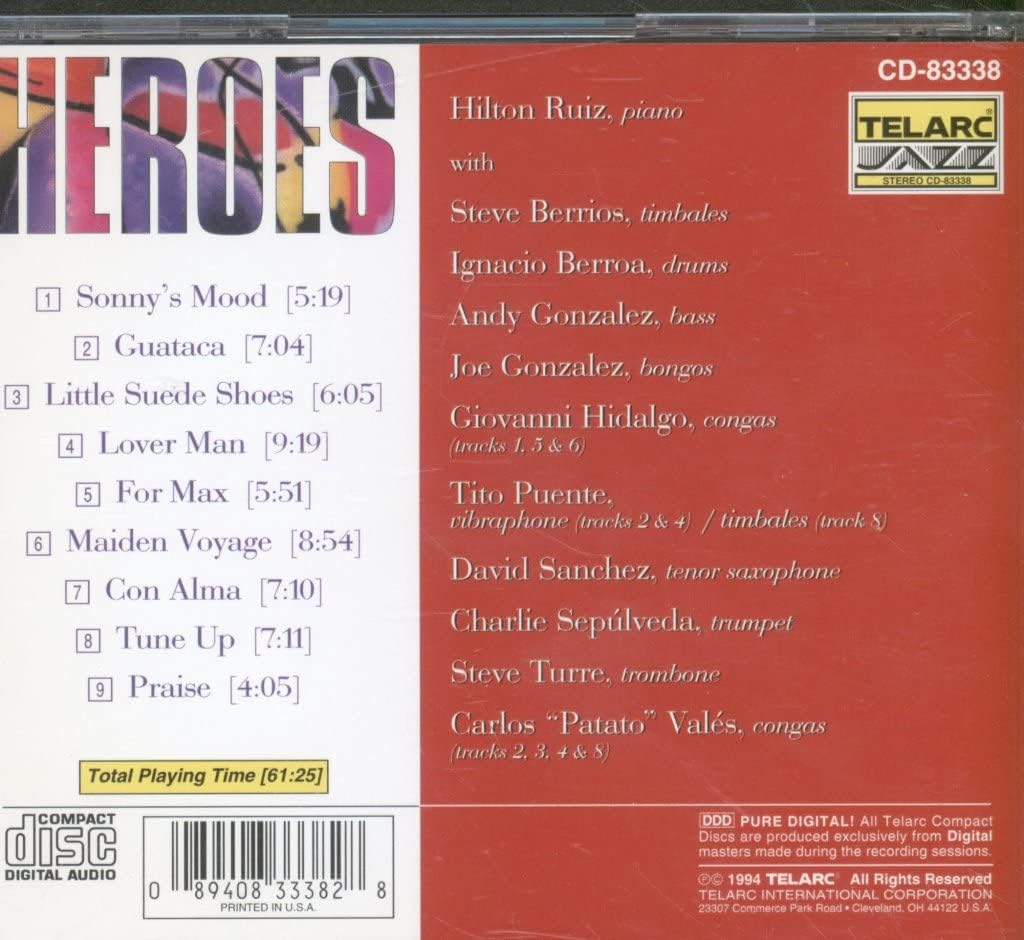 HEROES
1 Sonny's Mood [5:19]
2 Guataca [7:04]
3 Little Suede Shoes [6:05]
4 Lover Man [9:19]
5 For Max [5:51]
6 Maiden Voyage [8:54]
7 Con Alma [7:10]
8 Tune Up [7:11]
9 Praise [4:05]
Total Playing Time [61:25]
COMPACT
disc
DIGITAL AUDIO
0 89408 33382 8
PRINTED IN U.S.A.
CD-83338
TELARC®
JAZZ
STEREO CD-83338
Hilton Ruiz, piano
with
Steve Berrios, timbales
Ignacio Berroa, drums
Andy Gonzalez, bass
Joe Gonzalez, bongos
Giovanni Hidalgo, congas
(tracks 1, 5 & 6)
Tito Puente,
vibraphone (tracks 2 & 4) / timbales (track 8)
David Sanchez, tenor saxophone
Charlie Sepúlveda, trumpet
Steve Turre, trombone
Carlos "Patato" Valés, congas
(tracks 2, 3, 4 & 8)
DDD PURE DIGITAL! All Telarc Compact
Discs are produced exclusively from Digital
masters made during the recording sessions.
℗© 1994 TELARC® All Rights Reserved
TELARC INTERNATIONAL CORPORATION
23307 Commerce Park Road • Cleveland, OH 44122 U.S.A.